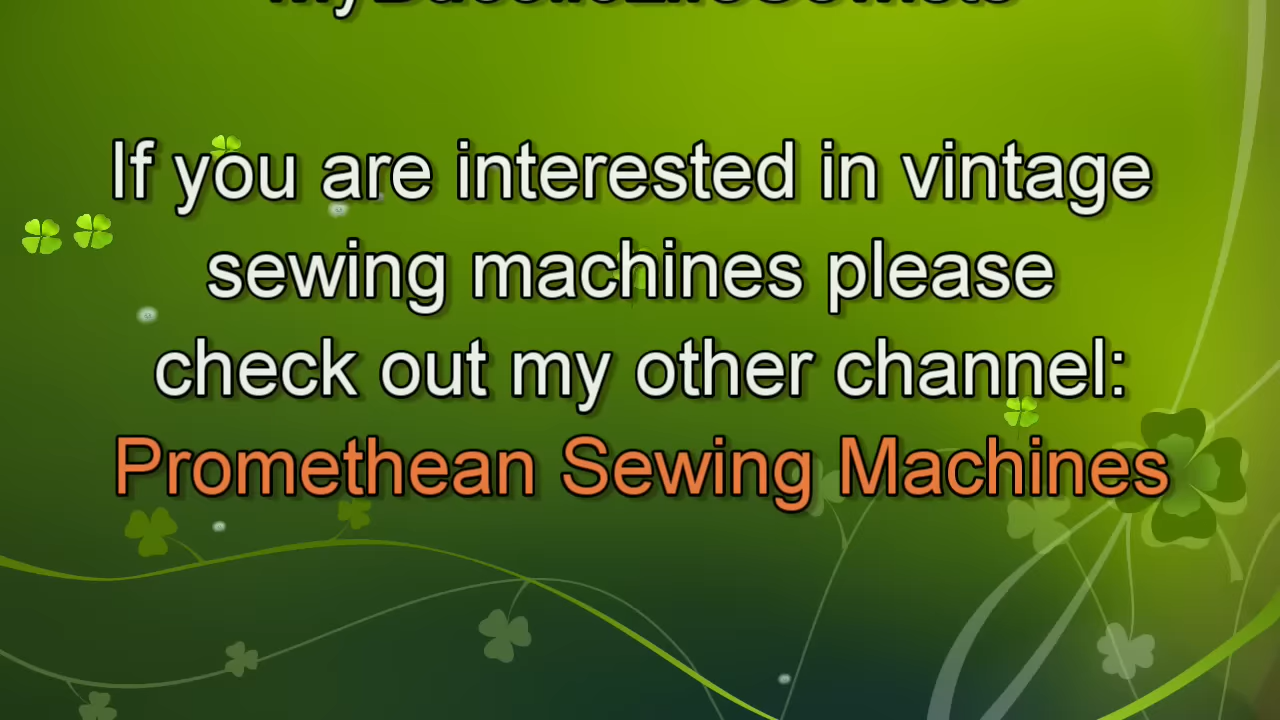 If you are interested in vintage
sewing machines please
check out my other channel:
Promethean Sewing Machines